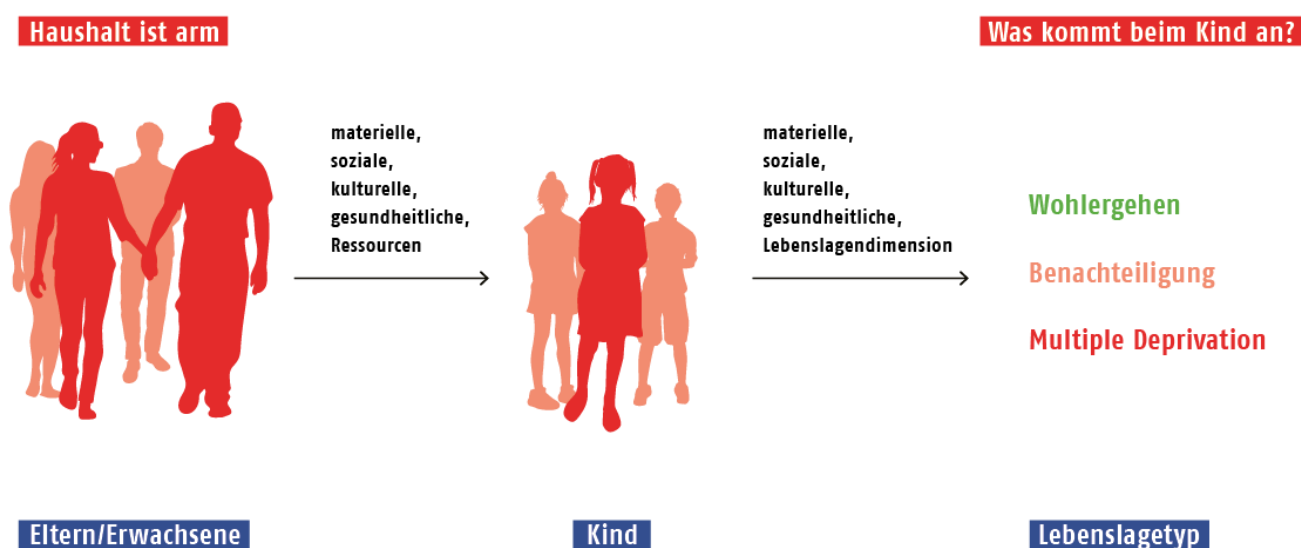 Haushalt ist arm
Was kommt beim Kind an?
materielle,
soziale,
kulturelle,
gesundheitliche,
Ressourcen
materielle,
soziale,
kulturelle,
gesundheitliche,
Lebenslagendimension
Wohlergehen
Benachteiligung
Multiple Deprivation
Eltern/Erwachsene
Kind
Lebenslagetyp